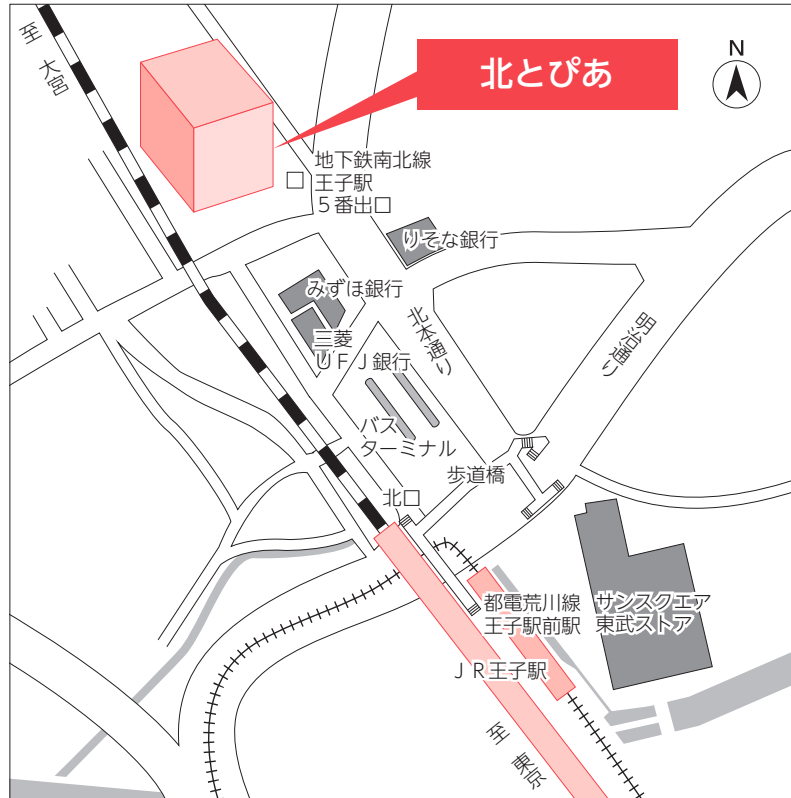 至 大宮
北とぴあ
N
地下鉄南北線
王子駅
５番出口
りそな銀行
みずほ銀行
三菱
ＵＦＪ銀行
北本通り
明治通り
バス
ターミナル
歩道橋
北口
都電荒川線
王子駅前駅
サンスクエア
東武ストア
ＪＲ王子駅
至 東京